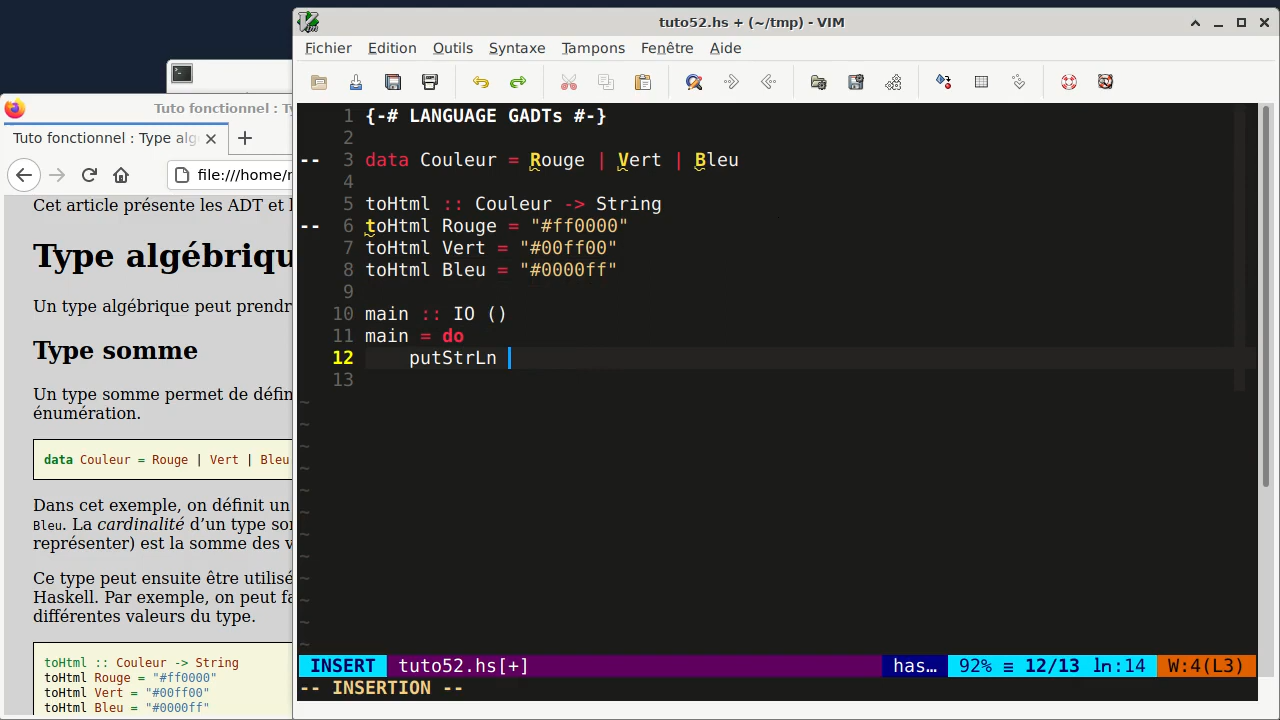 tuto52.hs + (~/tmp) - VIM
Fichier Edition Outils Syntaxe Tampons Fenêtre Aide
1 {-# LANGUAGE GADTs #-}
2
-- 3 data Couleur = Rouge | Vert | Bleu
4
5 toHtml :: Couleur -> String
-- 6 toHtml Rouge = "#ff0000"
7 toHtml Vert = "#00ff00"
8 toHtml Bleu = "#0000ff"
9
10 main :: IO ()
11 main = do
12     putStrLn
13
~
~
~
~
~
~
~
~
~
~
~
~
INSERT tuto52.hs[+] has… 92% ≡ 12/13 ln:14 W:4(L3)
-- INSERTION --
Tuto fonctionnel : Ty
Tuto fonctionnel : Type alg
file:///home/
Cet article présente les ADT et
Type algébriqu
Un type algébrique peut prendr
Type somme
Un type somme permet de défin
énumération.
data Couleur = Rouge | Vert | Bleu
Dans cet exemple, on définit un
Bleu. La cardinalité d'un type so
représenter) est la somme des v
Ce type peut ensuite être utilisé
Haskell. Par exemple, on peut fa
différentes valeurs du type.
toHtml :: Couleur -> String
toHtml Rouge = "#ff0000"
toHtml Vert = "#00ff00"
toHtml Bleu = "#0000ff"